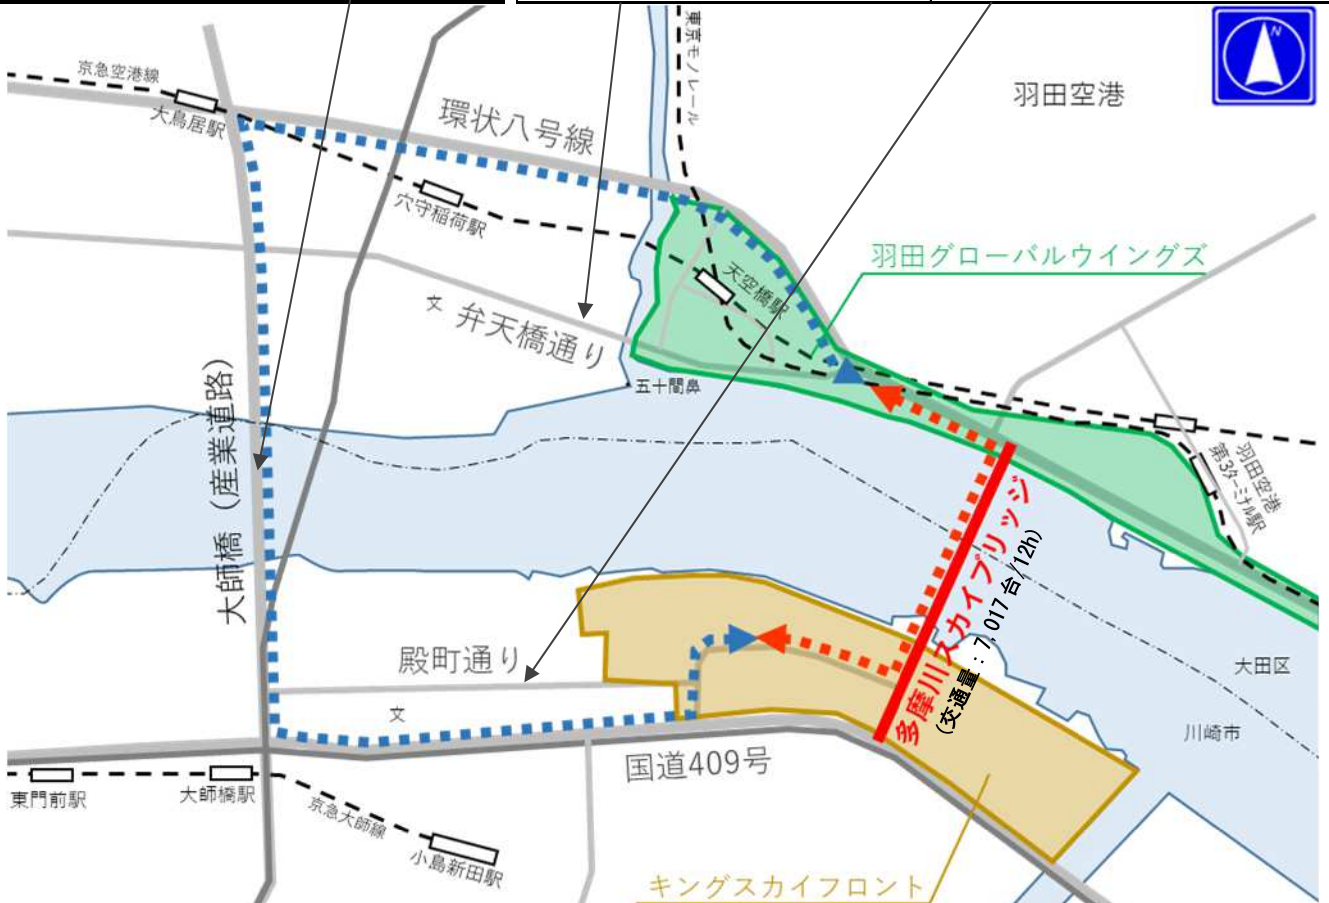 N
京急空港線
大鳥居駅
環状八号線
東京モノレール
羽田空港
穴守稲荷駅
羽田グローバルウイングズ
天空橋駅
文
弁天橋通り
五十間鼻
大師橋（産業道路）
羽田空港
第3ターミナル駅
多摩川スカイブリッジ
(交通量：7,017台/12h)
殿町通り
文
大田区
川崎市
国道409号
東門前駅
大師橋駅
京急大師線
小島新田駅
キングスカイフロント